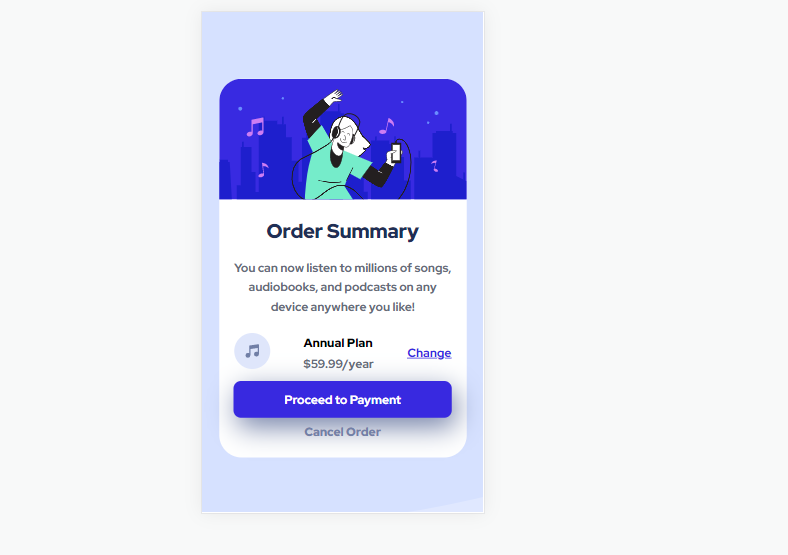 Order Summary
You can now listen to millions of songs,
audiobooks, and podcasts on any
device anywhere you like!
Annual Plan
$59.99/year
Change
Proceed to Payment
Cancel Order